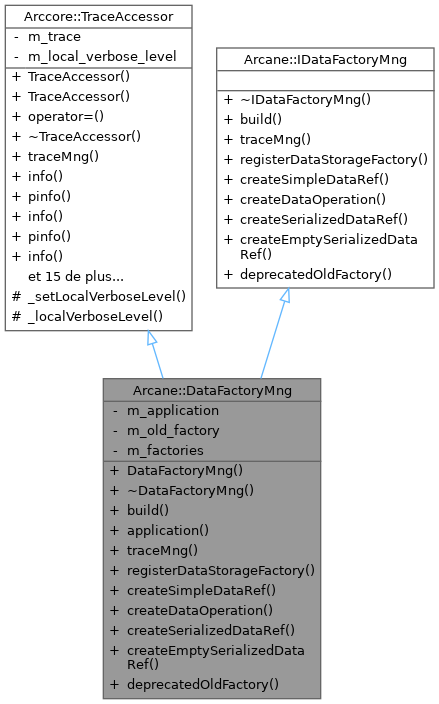 Arccore::TraceAccessor
- m_trace
- m_local_verbose_level
+ TraceAccessor()
+ TraceAccessor()
+ operator=()
+ ~TraceAccessor()
+ traceMng()
+ info()
+ pinfo()
+ info()
+ pinfo()
+ info()
et 15 de plus...
# _setLocalVerboseLevel()
# _localVerboseLevel()
Arcane::IDataFactoryMng
+ ~IDataFactoryMng()
+ build()
+ traceMng()
+ registerDataStorageFactory()
+ createSimpleDataRef()
+ createDataOperation()
+ createSerializedDataRef()
+ createEmptySerializedData
Ref()
+ deprecatedOldFactory()
Arcane::DataFactoryMng
- m_application
- m_old_factory
- m_factories
+ DataFactoryMng()
+ ~DataFactoryMng()
+ build()
+ application()
+ traceMng()
+ registerDataStorageFactory()
+ createSimpleDataRef()
+ createDataOperation()
+ createSerializedDataRef()
+ createEmptySerializedData
Ref()
+ deprecatedOldFactory()